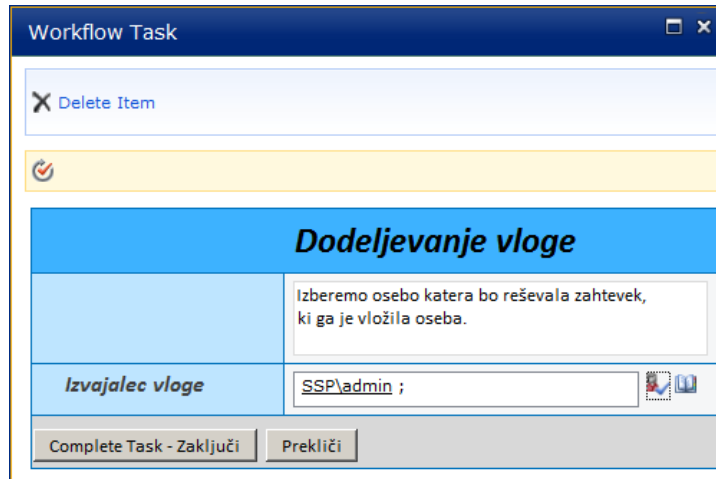 Workflow Task
Delete Item
Dodeljevanje vloge
Izberemo osebo katera bo reševala zahtevek,
ki ga je vložila oseba.
Izvajalec vloge
SSP\admin ;
Complete Task - Zaključi
Prekliči